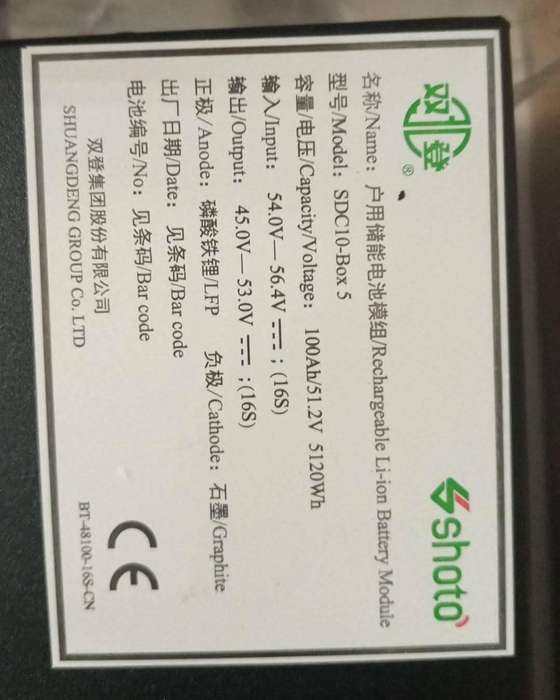 双登®
shoto
名称/Name: 户用储能电池模组/Rechargeable Li-ion Battery Module
型号/Model: SDC10-Box 5
容量/电压/Capacity/Voltage: 100Ah/51.2V 5120Wh
输入/Input: 54.0V—56.4V ⎓ ; (16S)
输出/Output: 45.0V—53.0V ⎓ ; (16S)
正极/Anode: 磷酸铁锂/LFP 负极/Cathode: 石墨/Graphite
出厂日期/Date: 见条码/Bar code
电池编号/No: 见条码/Bar code
双登集团股份有限公司
SHUANGDENG GROUP Co. LTD
CE
BT-48100-16S-CN